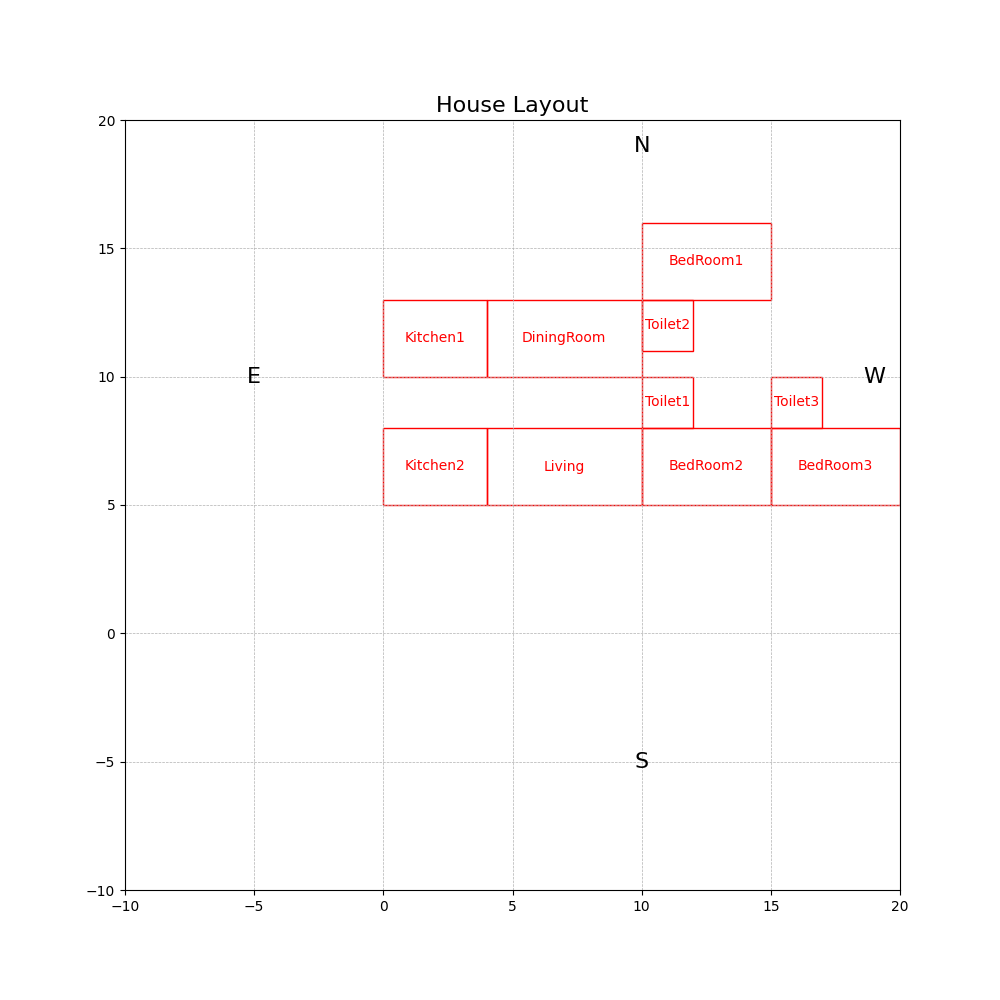 House Layout
20
N
15
BedRoom1
Toilet2
Kitchen1
DiningRoom
10
E
W
Toilet1
Toilet3
Kitchen2
Living
BedRoom2
BedRoom3
5
0
−5
S
−10
−10
−5
0
5
10
15
20